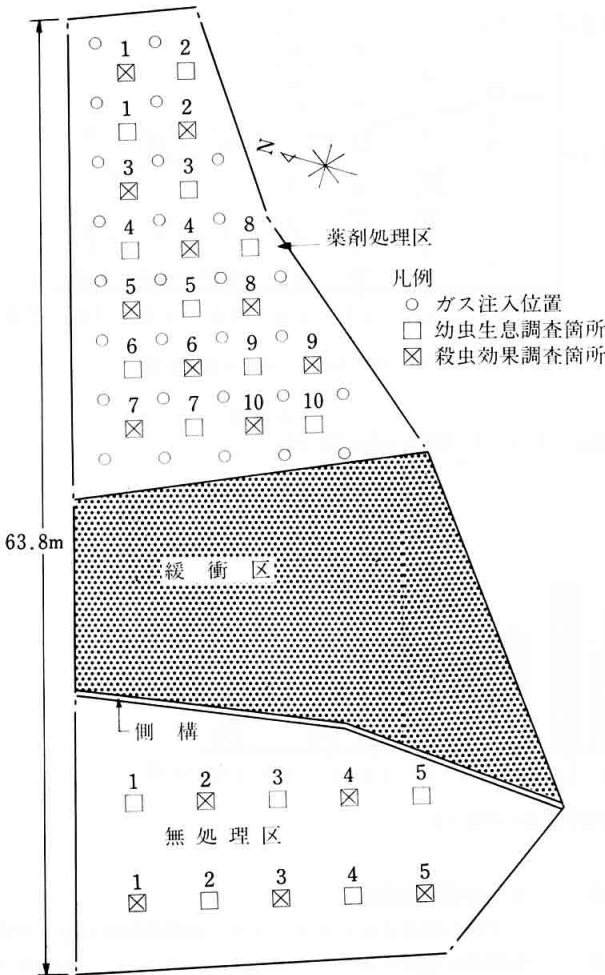 1 2
1 2
N
3 3
4 4 8
薬剤処理区
凡例
○ ガス注入位置
□ 幼虫生息調査箇所
☒ 殺虫効果調査箇所
5 5 8
6 6 9 9
7 7 10 10
63.8m
緩衝区
側構
1 2 3 4 5
無処理区
1 2 3 4 5